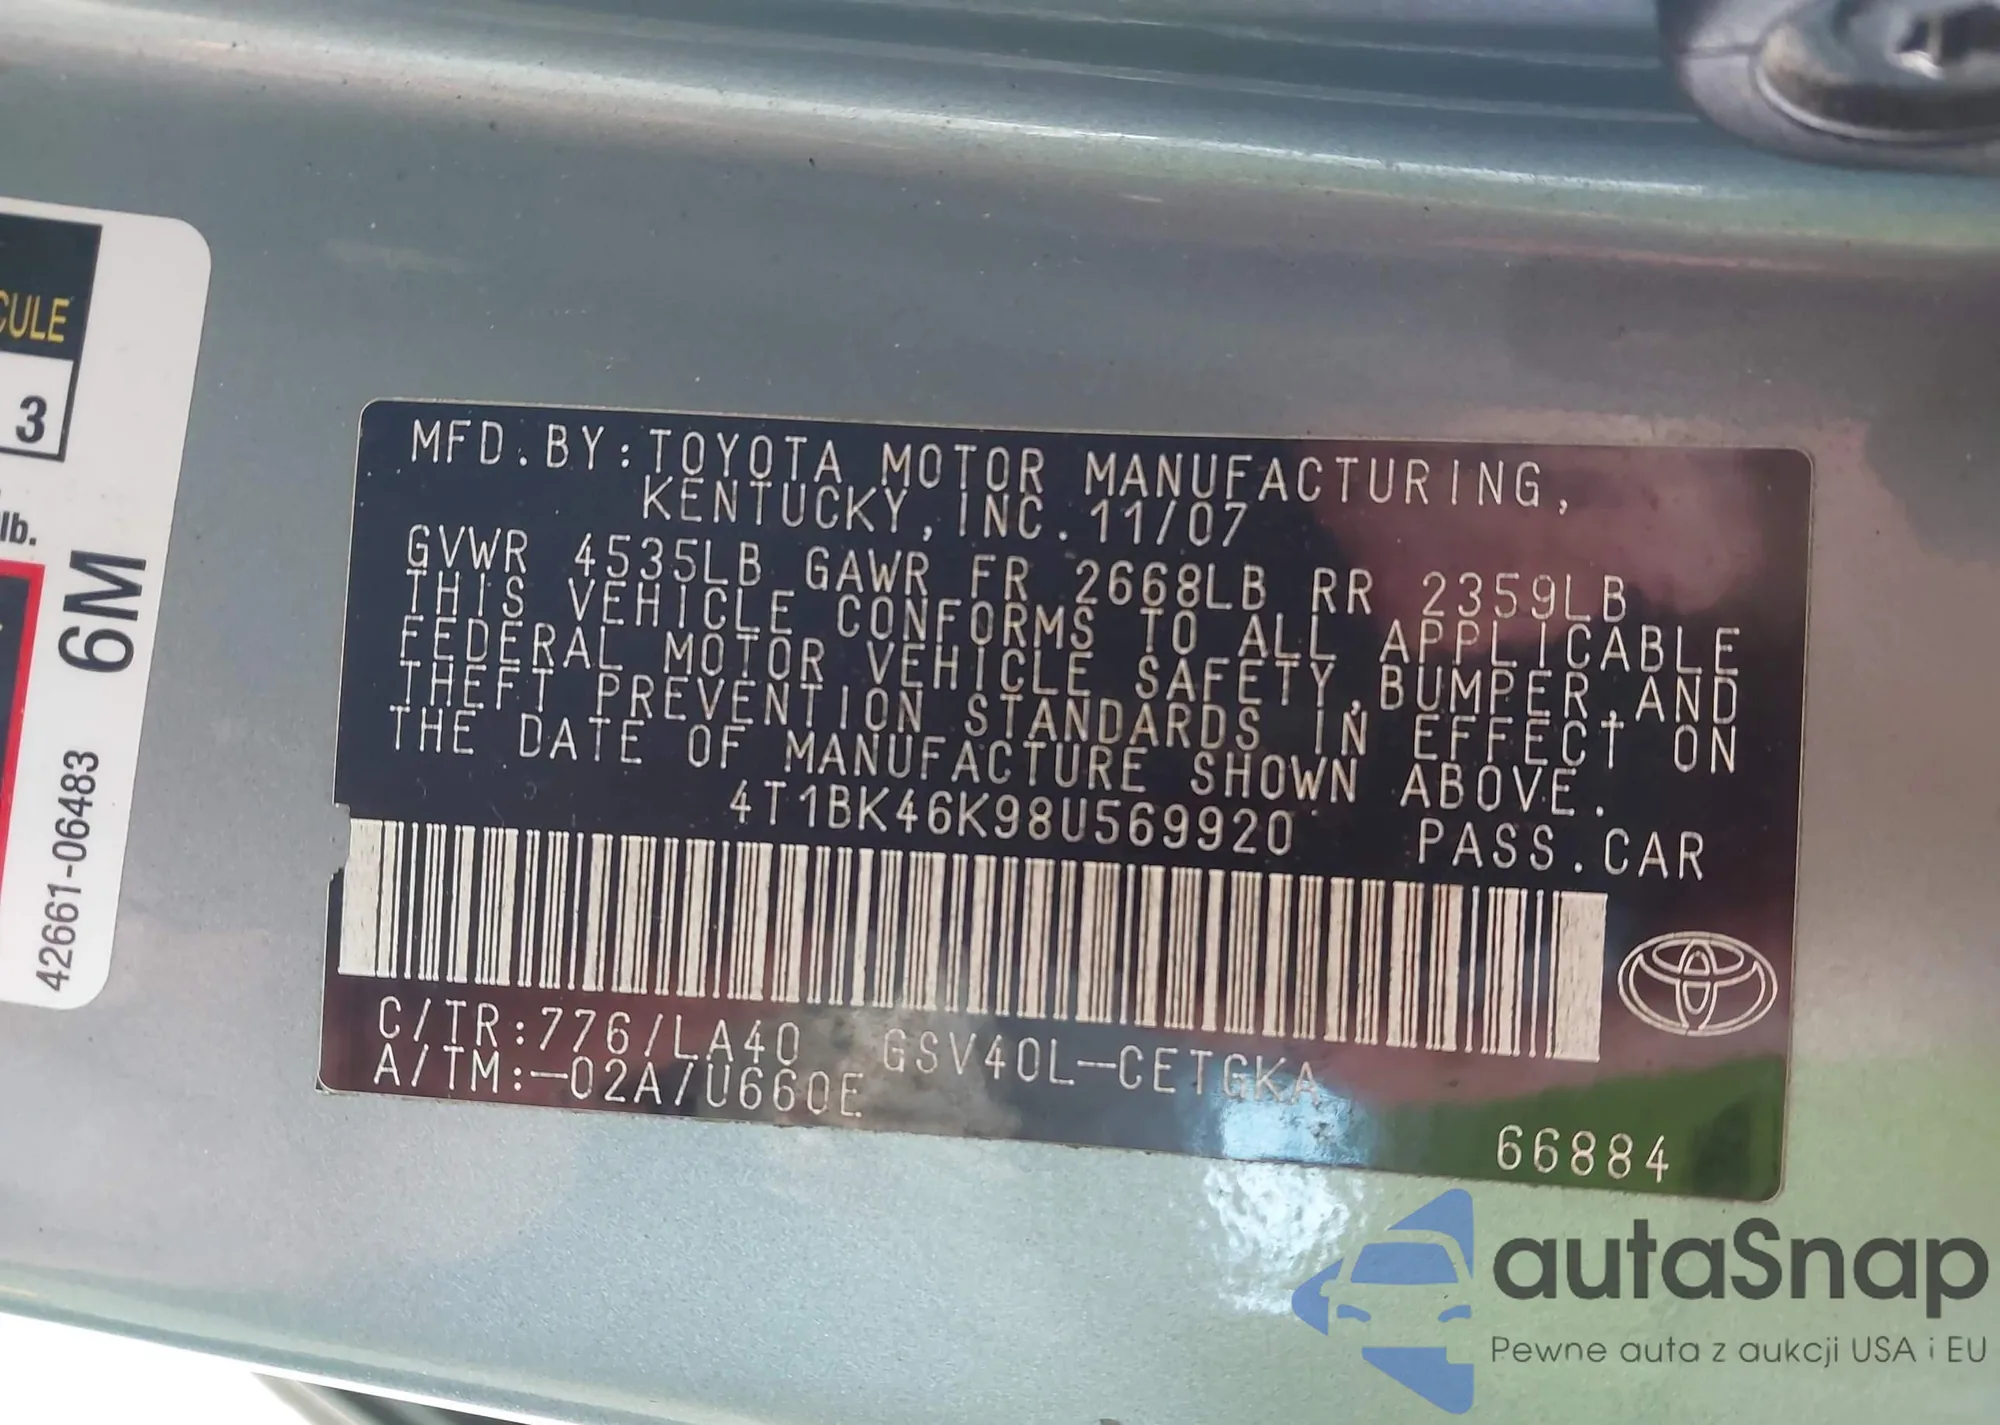 CULE
3
lb.
6M
42661-06483
MFD.BY:TOYOTA MOTOR MANUFACTURING,
KENTUCKY,INC.11/07
GVWR 4535LB GAWR FR 2668LB RR 2359LB
THIS VEHICLE CONFORMS TO ALL APPLICABLE
FEDERAL MOTOR VEHICLE SAFETY,BUMPER,AND
THEFT PREVENTION STANDARDS IN EFFECT ON
THE DATE OF MANUFACTURE SHOWN ABOVE.
4T1BK46K98U569920 PASS.CAR
C/TR:776/LA40 GSV40L-CETGKA
A/TM:-02A/U660E
66884
autaSnap
Pewne auta z aukcji USA i EU